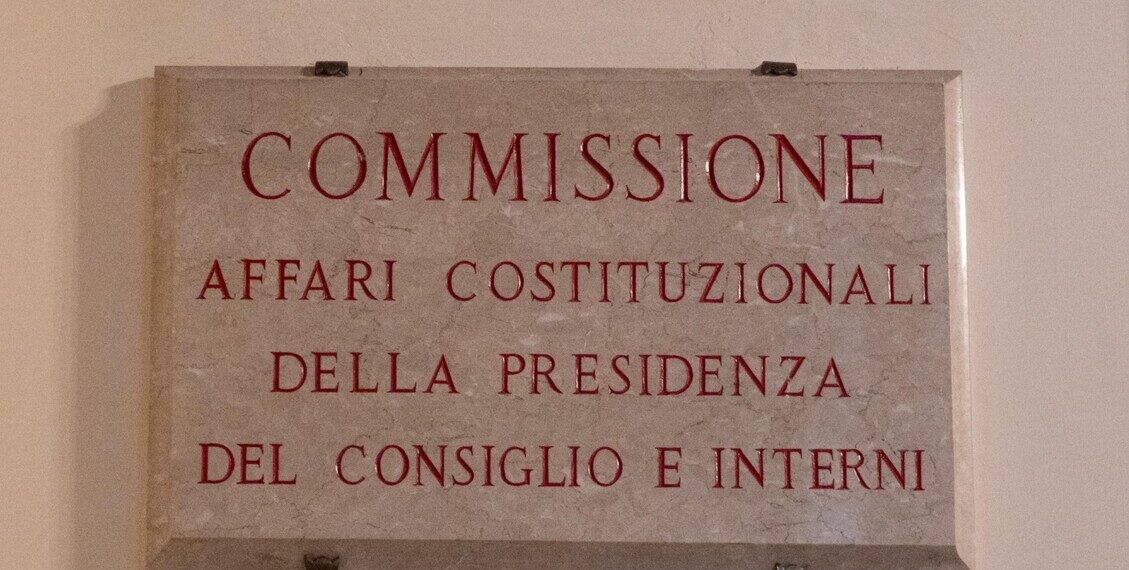 COMMISSIONE
AFFARI COSTITUZIONALI
DELLA PRESIDENZA
DEL CONSIGLIO E INTERNI